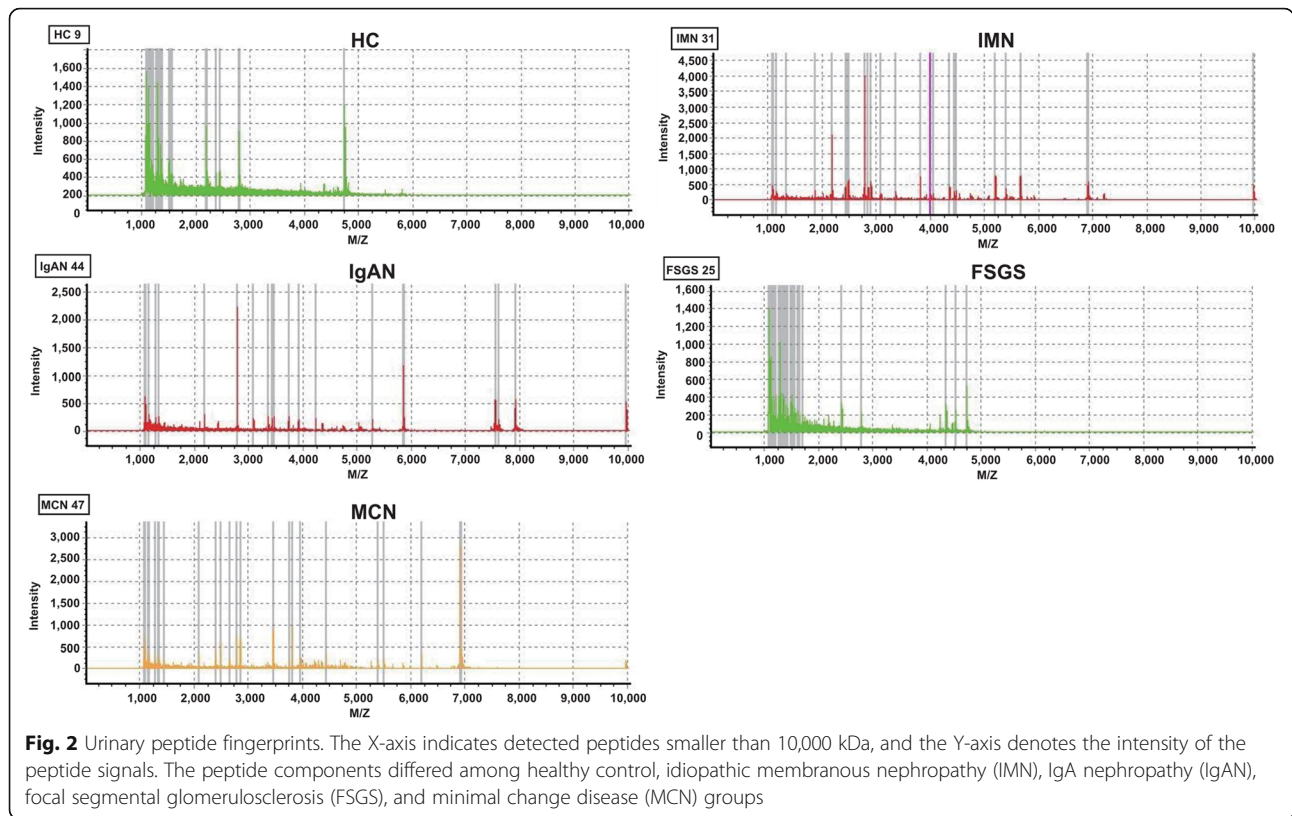 HC 9
HC
Intensity
1,600
1,400
1,200
1,000
800
600
400
200
0
1,000 2,000 3,000 4,000 5,000 6,000 7,000 8,000 9,000 10,000
M/Z
IMN 31
IMN
Intensity
4,500
4,000
3,500
3,000
2,500
2,000
1,500
1,000
500
0
1,000 2,000 3,000 4,000 5,000 6,000 7,000 8,000 9,000 10,000
M/Z
IgAN 44
IgAN
Intensity
2,500
2,000
1,500
1,000
500
0
1,000 2,000 3,000 4,000 5,000 6,000 7,000 8,000 9,000 10,000
M/Z
FSGS 25
FSGS
Intensity
1,600
1,400
1,200
1,000
800
600
400
200
0
1,000 2,000 3,000 4,000 5,000 6,000 7,000 8,000 9,000 10,000
M/Z
MCN 47
MCN
Intensity
3,000
2,500
2,000
1,500
1,000
500
0
1,000 2,000 3,000 4,000 5,000 6,000 7,000 8,000 9,000 10,000
M/Z
Fig. 2 Urinary peptide fingerprints. The X-axis indicates detected peptides smaller than 10,000 kDa, and the Y-axis denotes the intensity of the
peptide signals. The peptide components differed among healthy control, idiopathic membranous nephropathy (IMN), IgA nephropathy (IgAN),
focal segmental glomerulosclerosis (FSGS), and minimal change disease (MCN) groups